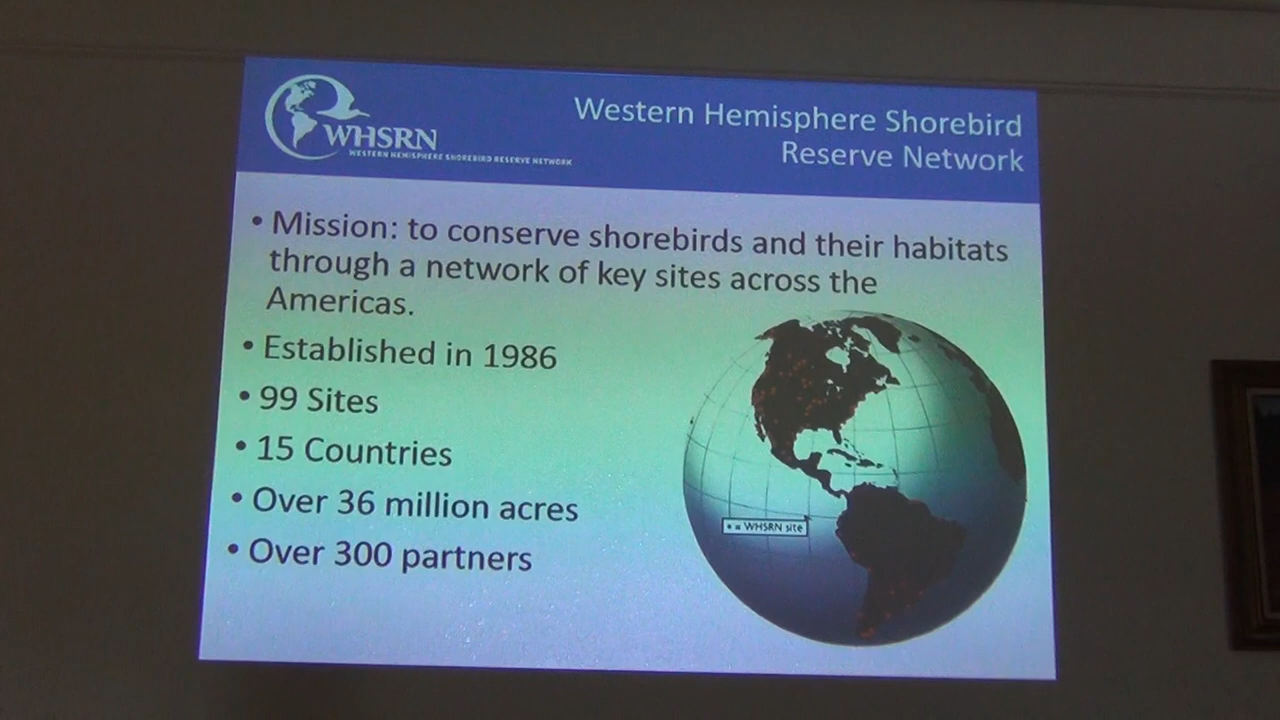 WHSRN
WESTERN HEMISPHERE SHOREBIRD RESERVE NETWORK
Western Hemisphere Shorebird
Reserve Network
• Mission: to conserve shorebirds and their habitats
through a network of key sites across the
Americas.
• Established in 1986
• 99 Sites
• 15 Countries
• Over 36 million acres
• Over 300 partners
• = WHSRN site